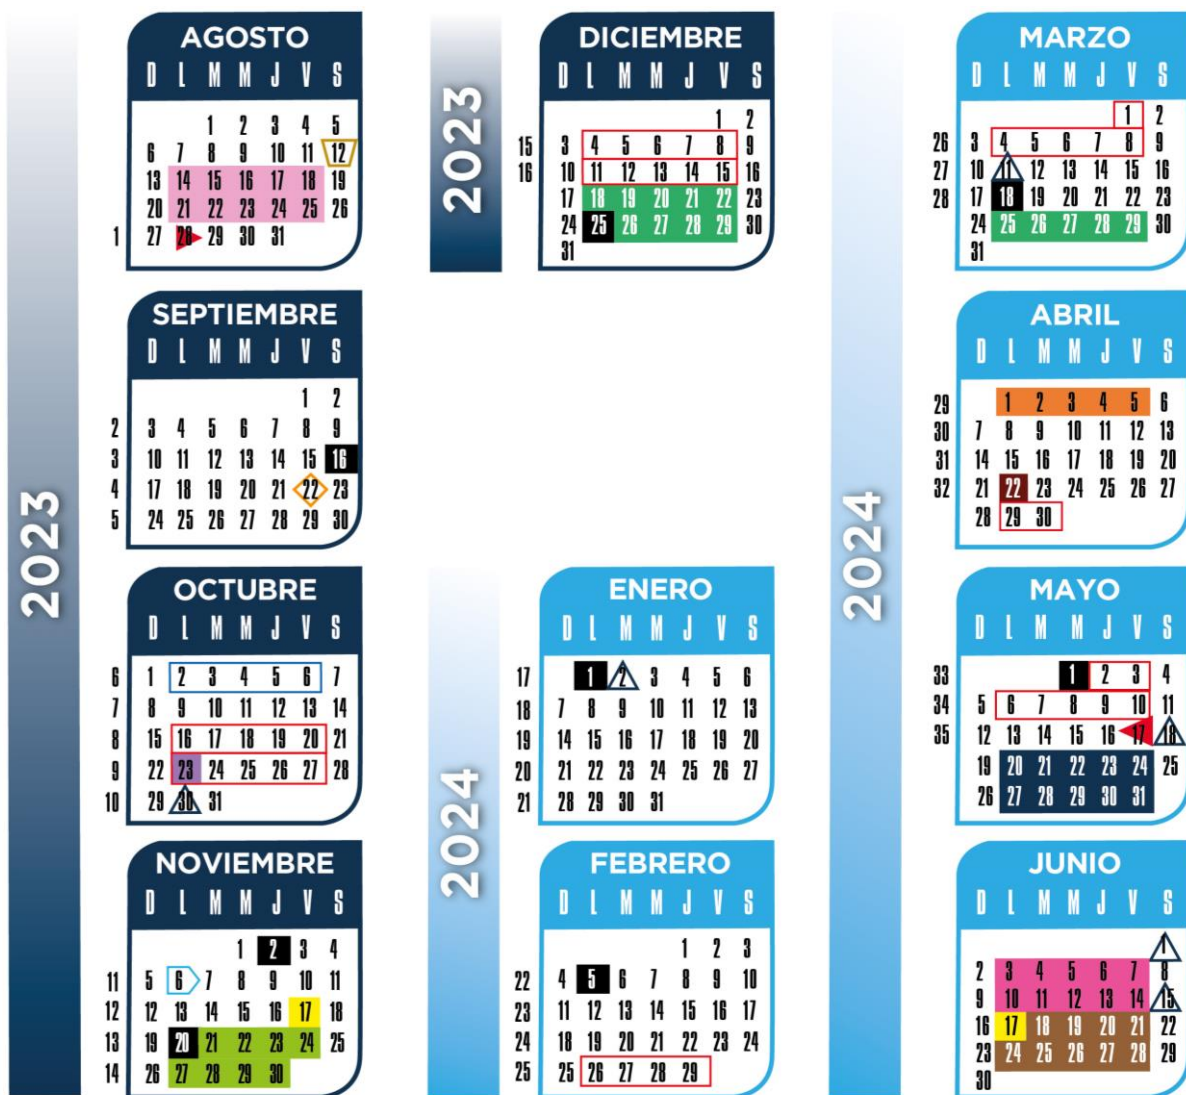 2023
AGOSTO
D L M M J V S
1 2 3 4 5
6 7 8 9 10 11 12
13 14 15 16 17 18 19
20 21 22 23 24 25 26
1 27 28 29 30 31
SEPTIEMBRE
D L M M J V S
1 2
2 3 4 5 6 7 8 9
3 10 11 12 13 14 15 16
4 17 18 19 20 21 22 23
5 24 25 26 27 28 29 30
OCTUBRE
D L M M J V S
6 1 2 3 4 5 6 7
7 8 9 10 11 12 13 14
8 15 16 17 18 19 20 21
9 22 23 24 25 26 27 28
10 29 30 31
NOVIEMBRE
D L M M J V S
1 2 3 4
11 5 6 7 8 9 10 11
12 12 13 14 15 16 17 18
13 19 20 21 22 23 24 25
14 26 27 28 29 30
2023
DICIEMBRE
D L M M J V S
1 2
15 3 4 5 6 7 8 9
16 10 11 12 13 14 15 16
17 18 19 20 21 22 23
24 25 26 27 28 29 30
31
2024
ENERO
D L M M J V S
17 1 2 3 4 5 6
18 7 8 9 10 11 12 13
19 14 15 16 17 18 19 20
20 21 22 23 24 25 26 27
21 28 29 30 31
FEBRERO
D L M M J V S
1 2 3
22 4 5 6 7 8 9 10
23 11 12 13 14 15 16 17
24 18 19 20 21 22 23 24
25 25 26 27 28 29
2024
MARZO
D L M M J V S
1 2
26 3 4 5 6 7 8 9
27 10 11 12 13 14 15 16
28 17 18 19 20 21 22 23
24 25 26 27 28 29 30
31
ABRIL
D L M M J V S
29 1 2 3 4 5 6
30 7 8 9 10 11 12 13
31 14 15 16 17 18 19 20
32 21 22 23 24 25 26 27
28 29 30
MAYO
D L M M J V S
33 1 2 3 4
34 5 6 7 8 9 10 11
35 12 13 14 15 16 17 18
19 20 21 22 23 24 25
26 27 28 29 30 31
JUNIO
D L M M J V S
1
2 3 4 5 6 7 8
9 10 11 12 13 14 15
16 17 18 19 20 21 22
23 24 25 26 27 28 29
30